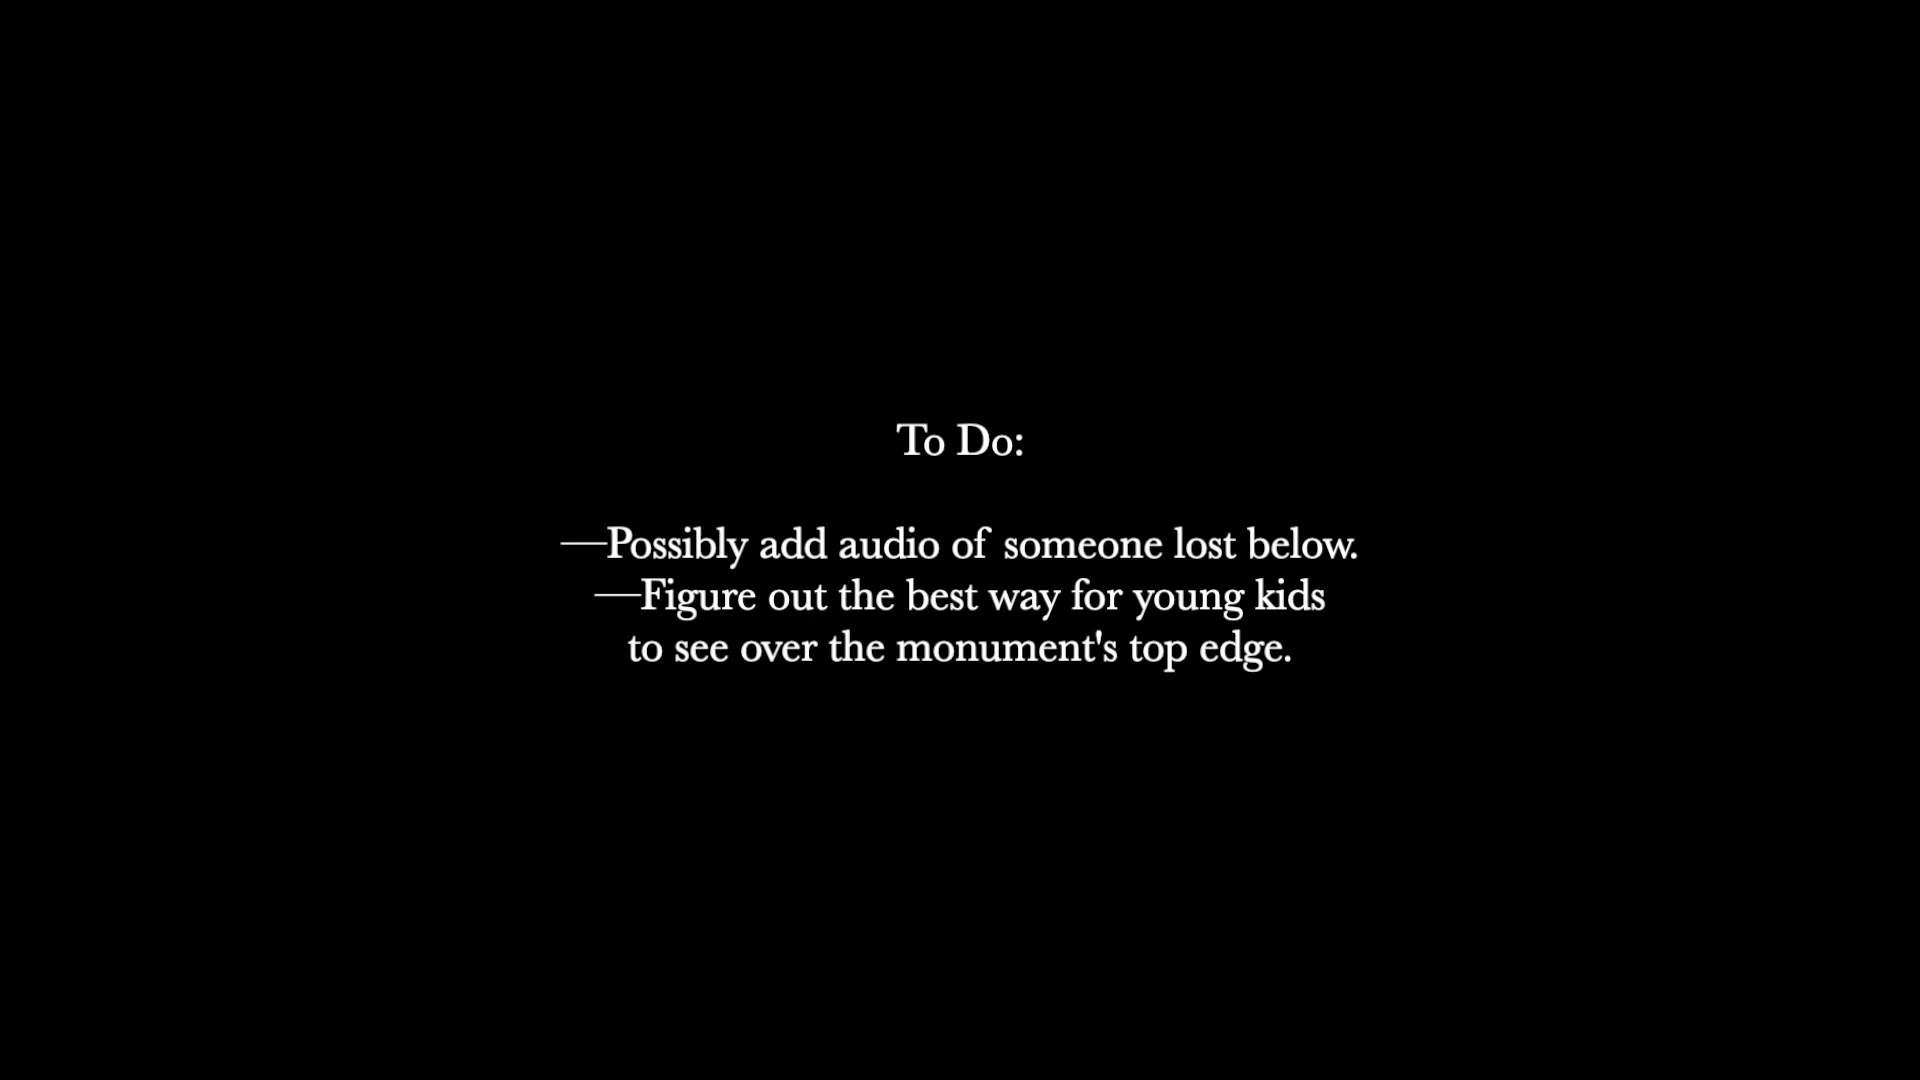 To Do:
—Possibly add audio of someone lost below.
—Figure out the best way for young kids
to see over the monument's top edge.